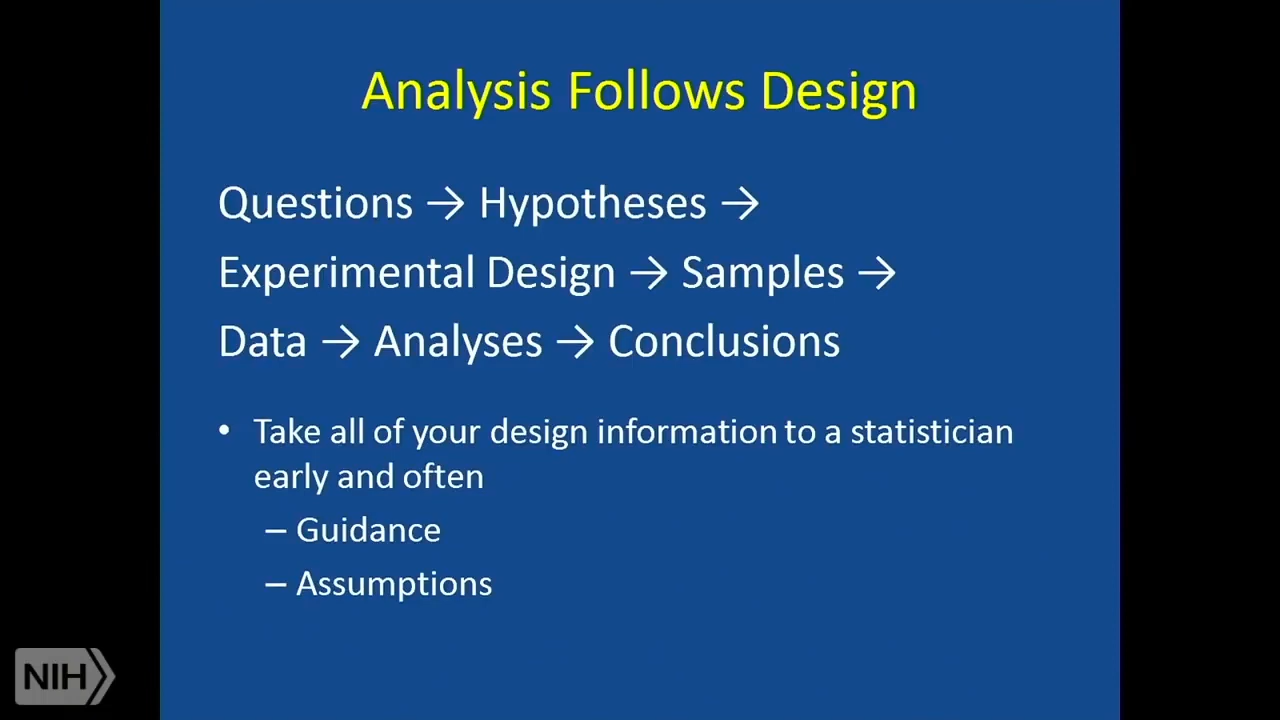 Analysis Follows Design
Questions → Hypotheses →
Experimental Design → Samples →
Data → Analyses → Conclusions
• Take all of your design information to a statistician
early and often
– Guidance
– Assumptions
NIH